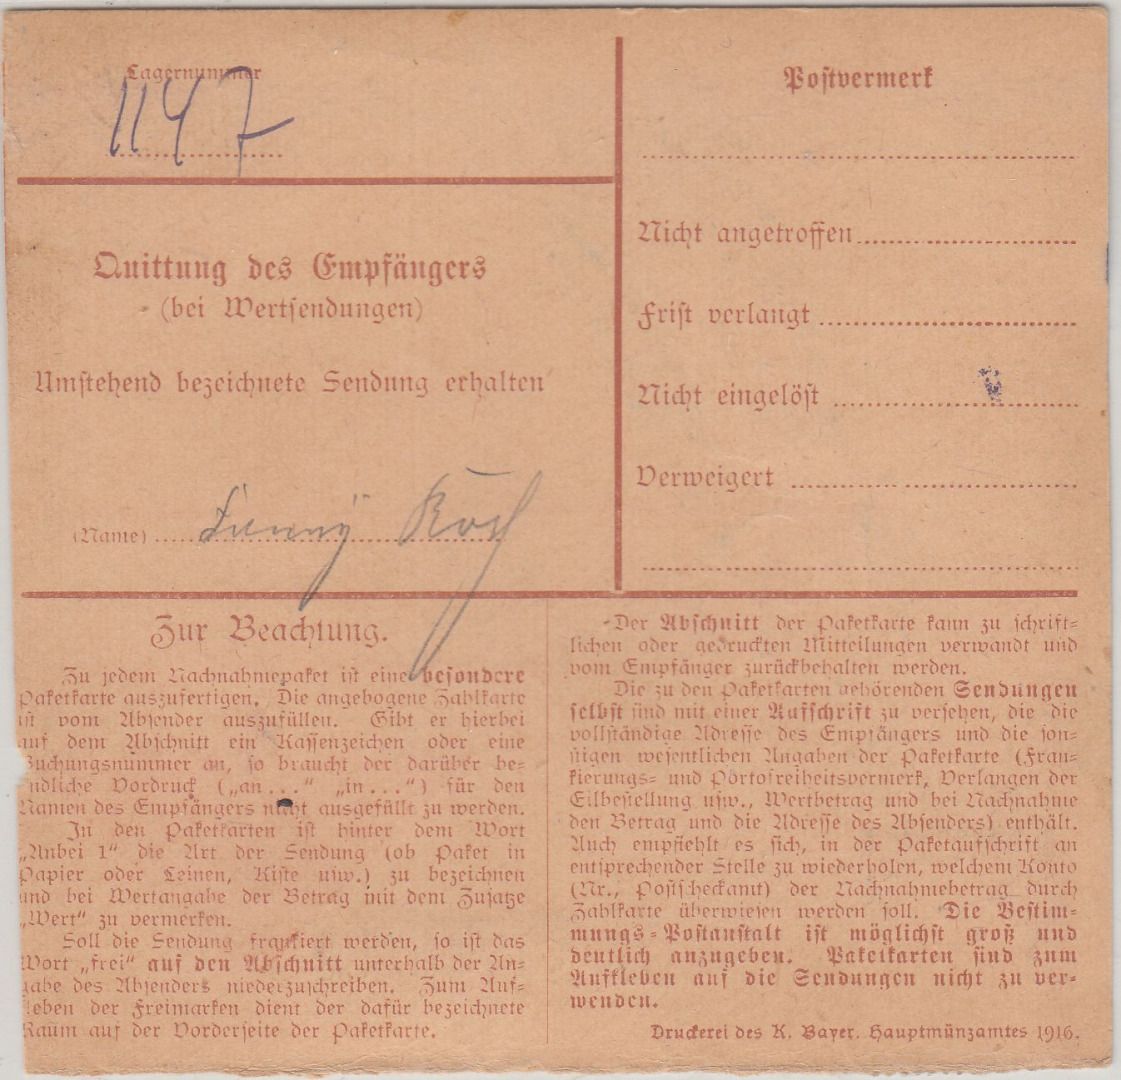 Lagernummer
1147
Postvermerk
Nicht angetroffen
Frist verlangt
Nicht eingelöst
Verweigert
Quittung des Empfängers
(bei Wertsendungen)
Umstehend bezeichnete Sendung erhalten
(Name)
Zur Beachtung.
Zu jedem Nachnahmepaket ist eine besondere
Paketkarte auszufertigen. Die angebogene Zahlkarte
ist vom Absender auszufüllen. Gibt er hierbei
auf dem Abschnitt ein Kassenzeichen oder eine
Buchungsnummer an, so braucht der darüber be-
ndliche Vordruck („an ...“ „in ...“) für den
Namen des Empfängers nicht ausgefüllt zu werden.
In den Paketkarten ist hinter dem Wort
„Anbei 1“ die Art der Sendung (ob Paket in
Papier oder Leinen, Kiste usw.) zu bezeichnen
und bei Wertangabe der Betrag mit dem Zusatze
„Wert“ zu vermerken.
Soll die Sendung frankiert werden, so ist das
Wort „frei“ auf den Abschnitt unterhalb der An-
gabe des Absenders niederzuschreiben. Zum Auf-
kleben der Freimarken dient der dafür bezeichnete
Raum auf der Vorderseite der Paketkarte.
Der Abschnitt der Paketkarte kann zu schrift-
lichen oder gedruckten Mitteilungen verwandt und
vom Empfänger zurückbehalten werden.
Die zu den Paketkarten gehörenden Sendungen
selbst sind mit einer Aufschrift zu versehen, die die
vollständige Adresse des Empfängers und die son-
stigen wesentlichen Angaben der Paketkarte (Fran-
kierungs- und Portofreiheitsvermerk, Verlangen der
Eilbestellung usw., Wertbetrag und bei Nachnahme
den Betrag und die Adresse des Absenders) enthält.
Auch empfiehlt es sich, in der Paketaufschrift an
entsprechender Stelle zu wiederholen, welchem Konto
(Nr., Postscheckamt) der Nachnahmebetrag durch
Zahlkarte überwiesen werden soll. Die Bestim-
mungs-Postanstalt ist möglichst groß und
deutlich anzugeben. Paketkarten sind zum
Aufkleben auf die Sendungen nicht zu ver-
wenden.
Druckerei des K. Bayer. Hauptmünzamtes 1916.